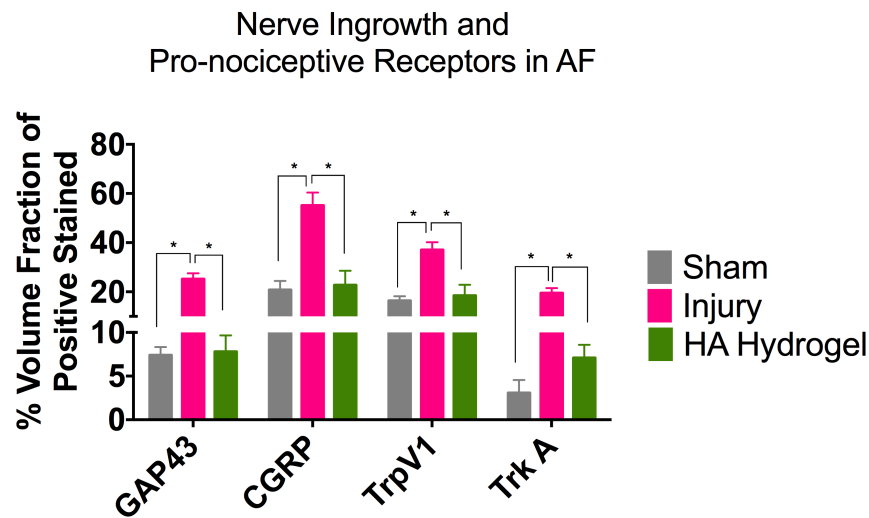 Nerve Ingrowth and
Pro-nociceptive Receptors in AF
% Volume Fraction of
Positive Stained
80
60
40
20
10
5
0
* *
* *
* *
* *
GAP43
CGRP
TrpV1
Trk A
Sham
Injury
HA Hydrogel